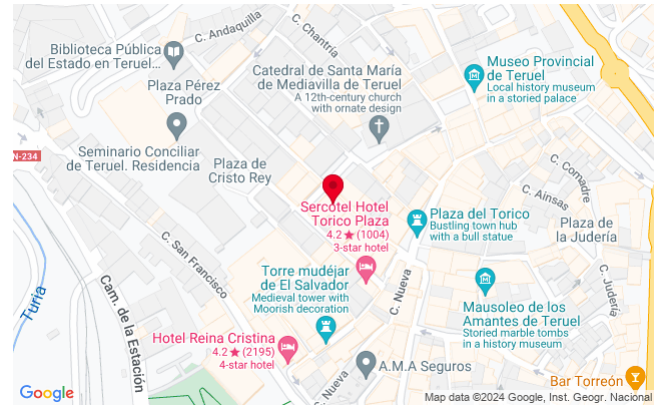 C. Andaquilla
C. Chantría
Biblioteca Pública
del Estado en Teruel...
Plaza Pérez
Prado
Catedral de Santa María
de Mediavilla de Teruel
A 12th-century church
with ornate design
Museo Provincial
de Teruel
Local history museum
in a storied palace
N-234
Seminario Conciliar
de Teruel. Residencia
Plaza de
Cristo Rey
C. Comadre
C. Ainsas
Sercotel Hotel
Torico Plaza
4.2★(1004)
3-star hotel
Plaza del Torico
Bustling town hub
with a bull statue
Plaza de
la Judería
C. San Francisco
Turia
Cam. de la Estación
Torre mudéjar
de El Salvador
Medieval tower with
Moorish decoration
C. Nueva
C. Judería
Mausoleo de los
Amantes de Teruel
Storied marble tombs
in a history museum
Hotel Reina Cristina
4.2★(2195)
4-star hotel
A.M.A Seguros
C. Nueva
Bar Torreón
Google
Map data ©2024 Google, Inst. Geogr. Nacional